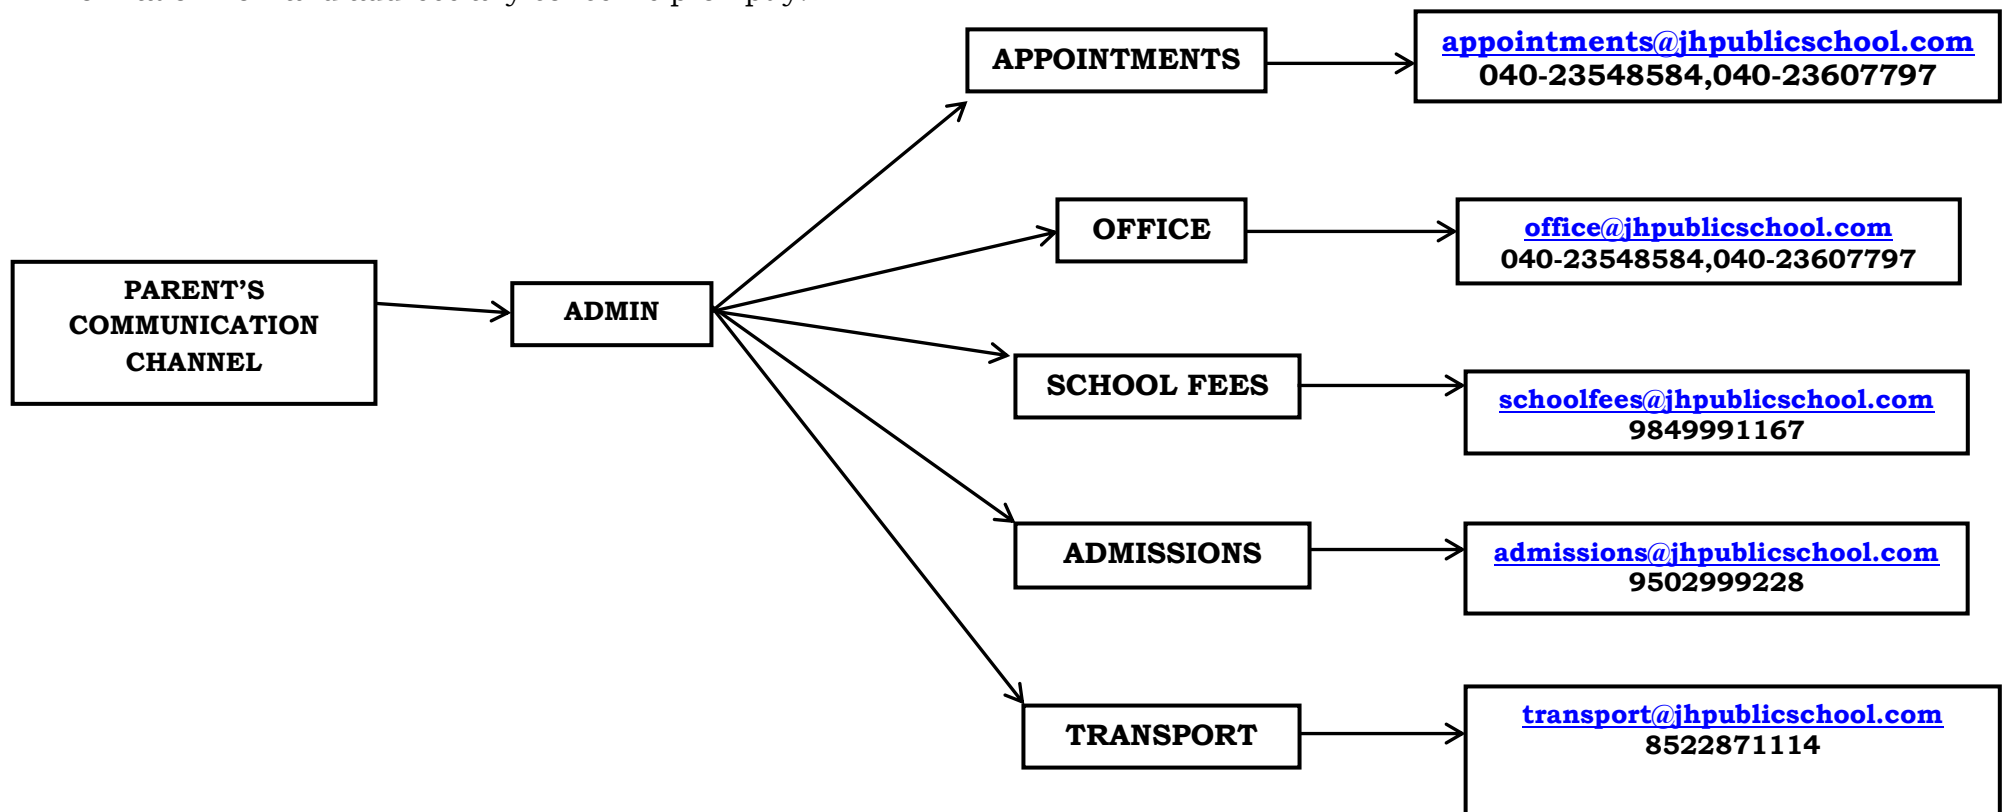 APPOINTMENTS
appointments@jhpublicschool.com
040-23548584,040-23607797
OFFICE
office@jhpublicschool.com
040-23548584,040-23607797
PARENT’S
COMMUNICATION
CHANNEL
ADMIN
SCHOOL FEES
schoolfees@jhpublicschool.com
9849991167
ADMISSIONS
admissions@jhpublicschool.com
9502999228
TRANSPORT
transport@jhpublicschool.com
8522871114